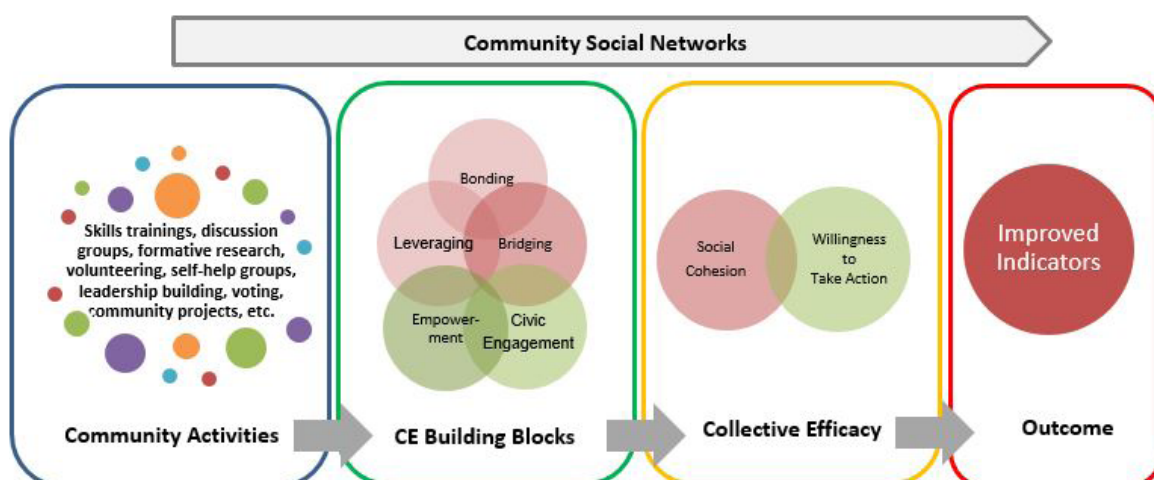 Community Social Networks
Skills trainings, discussion
groups, formative research,
volunteering, self-help groups,
leadership building, voting,
community projects, etc.
Community Activities
Bonding
Leveraging
Bridging
Empower-
ment
Civic
Engagement
CE Building Blocks
Social
Cohesion
Willingness
to
Take Action
Collective Efficacy
Improved
Indicators
Outcome